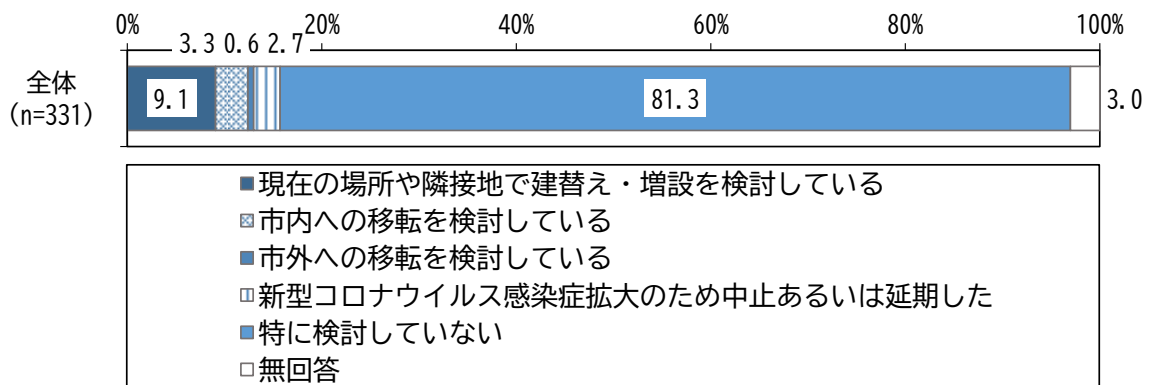 0% 20% 40% 60% 80% 100%
3.3 0.6 2.7
全体
(n=331)
9.1 81.3 3.0
■現在の場所や隣接地で建替え・増設を検討している
市内への移転を検討している
■市外への移転を検討している
新型コロナウイルス感染症拡大のため中止あるいは延期した
■特に検討していない
□無回答